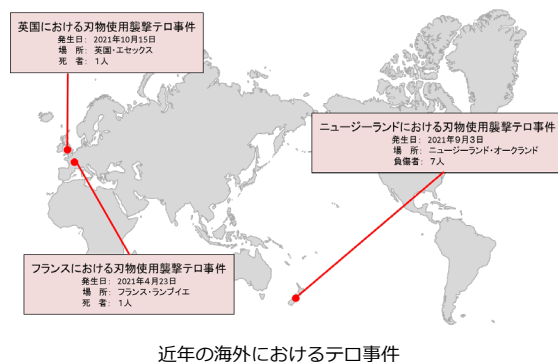 英国における刃物使用襲撃テロ事件
発生日: 2021年10月15日
場 所: 英国・エセックス
死 者: 1人
ニュージーランドにおける刃物使用襲撃テロ事件
発生日: 2021年9月3日
場 所: ニュージーランド・オークランド
負傷者: 7人
フランスにおける刃物使用襲撃テロ事件
発生日: 2021年4月23日
場 所: フランス・ランブイエ
死 者: 1人
近年の海外におけるテロ事件